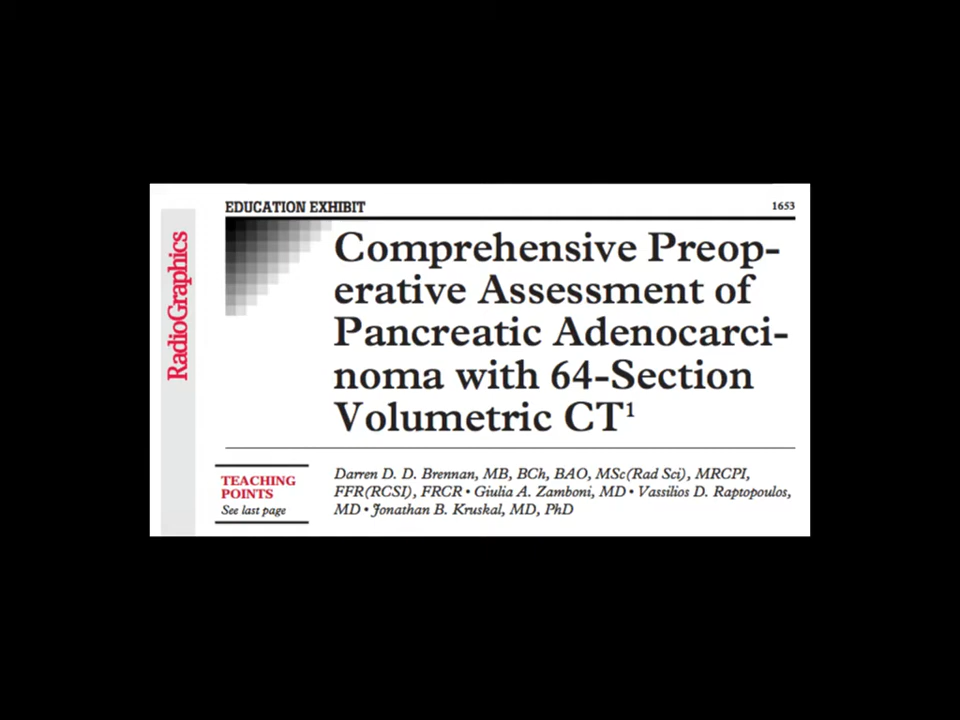 EDUCATION EXHIBIT
1653
RadioGraphics
Comprehensive Preop-
erative Assessment of
Pancreatic Adenocarci-
noma with 64-Section
Volumetric CT1
TEACHING
POINTS
See last page
Darren D. D. Brennan, MB, BCh, BAO, MSc(Rad Sci), MRCPI,
FFR(RCSI), FRCR • Giulia A. Zamboni, MD • Vassilios D. Raptopoulos,
MD • Jonathan B. Kruskal, MD, PhD